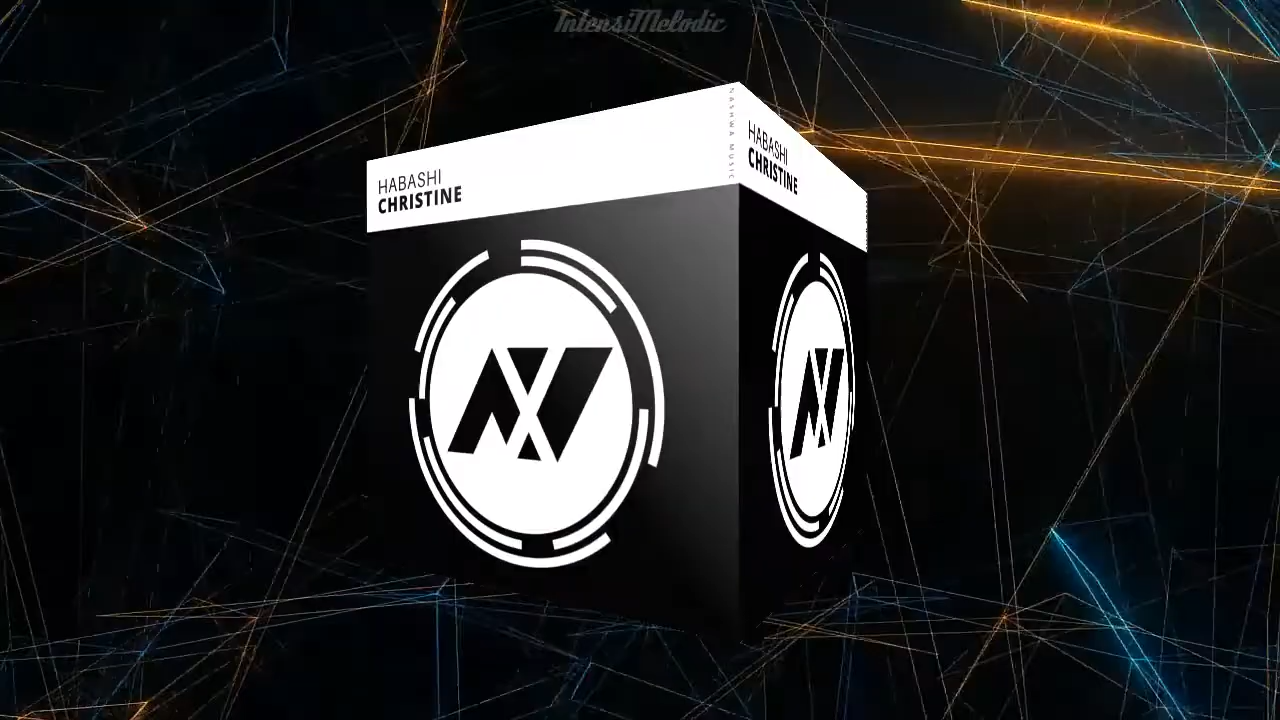 IntensiMelodic
HABASHI
CHRISTINE
NASHWA MUSIC
HABASHI
CHRISTINE